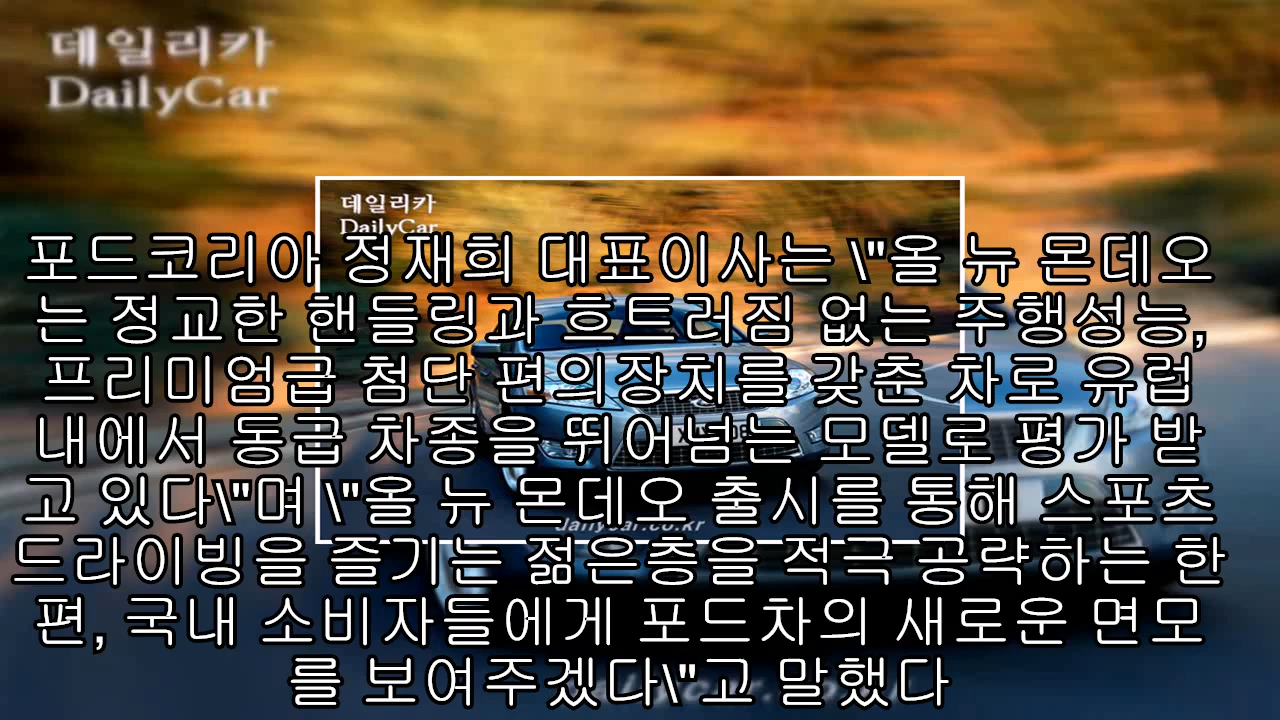 데일리카
DailyCar
데일리카
DailyCar
포드코리아 정재희 대표이사는 \"올 뉴 몬데오
는 정교한 핸들링과 흐트러짐 없는 주행성능,
프리미엄급 첨단 편의장치를 갖춘 차로 유럽
내에서 동급 차종을 뛰어넘는 모델로 평가 받
고 있다\"며 \"올 뉴 몬데오 출시를 통해 스포츠
dailycar.co.kr
드라이빙을 즐기는 젊은층을 적극 공략하는 한
편, 국내 소비자들에게 포드차의 새로운 면모
를 보여주겠다\"고 말했다